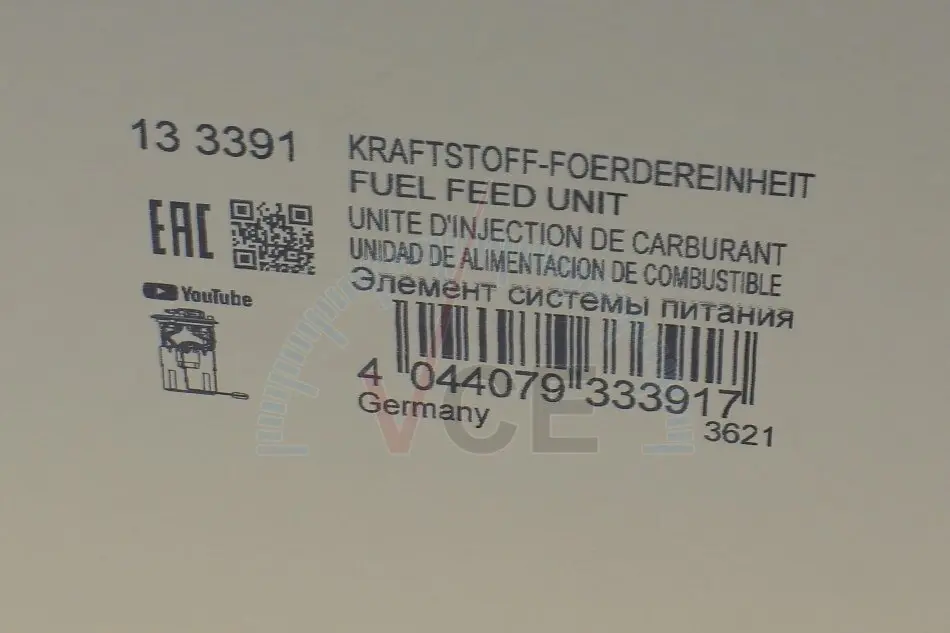 13 3391
KRAFTSTOFF-FOERDEREINHEIT
FUEL FEED UNIT
UNITE D'INJECTION DE CARBURANT
UNIDAD DE ALIMENTACION DE COMBUSTIBLE
Элемент системы питания
EAC
YouTube
4 044079 333917
Germany
3621
VCE